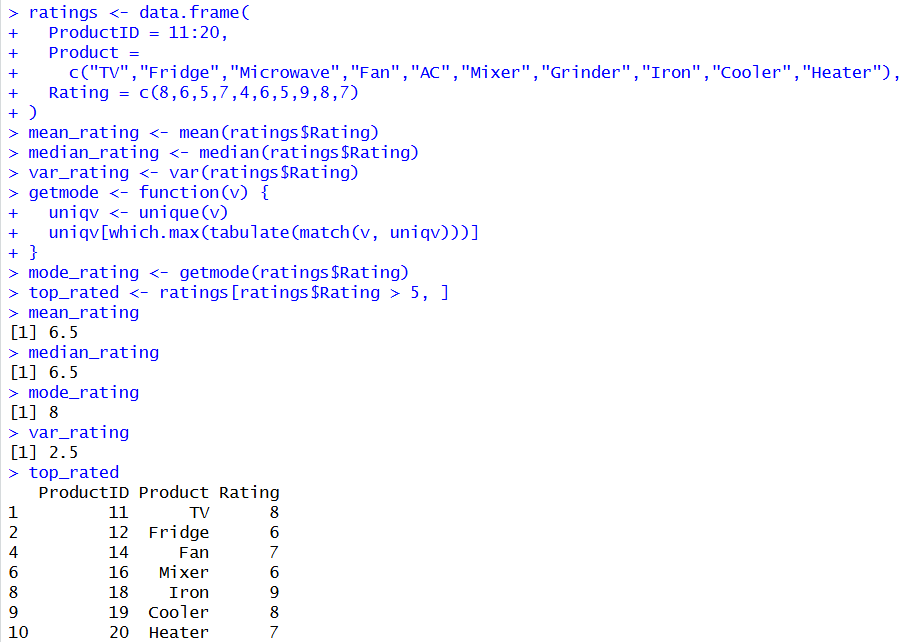 > ratings <- data.frame(
+   ProductID = 11:20,
+   Product =
+     c("TV","Fridge","Microwave","Fan","AC","Mixer","Grinder","Iron","Cooler","Heater"),
+   Rating = c(8,6,5,7,4,6,5,9,8,7)
+ )
> mean_rating <- mean(ratings$Rating)
> median_rating <- median(ratings$Rating)
> var_rating <- var(ratings$Rating)
> getmode <- function(v) {
+   uniqv <- unique(v)
+   uniqv[which.max(tabulate(match(v, uniqv)))]
+ }
> mode_rating <- getmode(ratings$Rating)
> top_rated <- ratings[ratings$Rating > 5, ]
> mean_rating
[1] 6.5
> median_rating
[1] 6.5
> mode_rating
[1] 8
> var_rating
[1] 2.5
> top_rated
   ProductID Product Rating
1         11      TV      8
2         12  Fridge      6
4         14     Fan      7
6         16   Mixer      6
8         18    Iron      9
9         19  Cooler      8
10        20  Heater      7